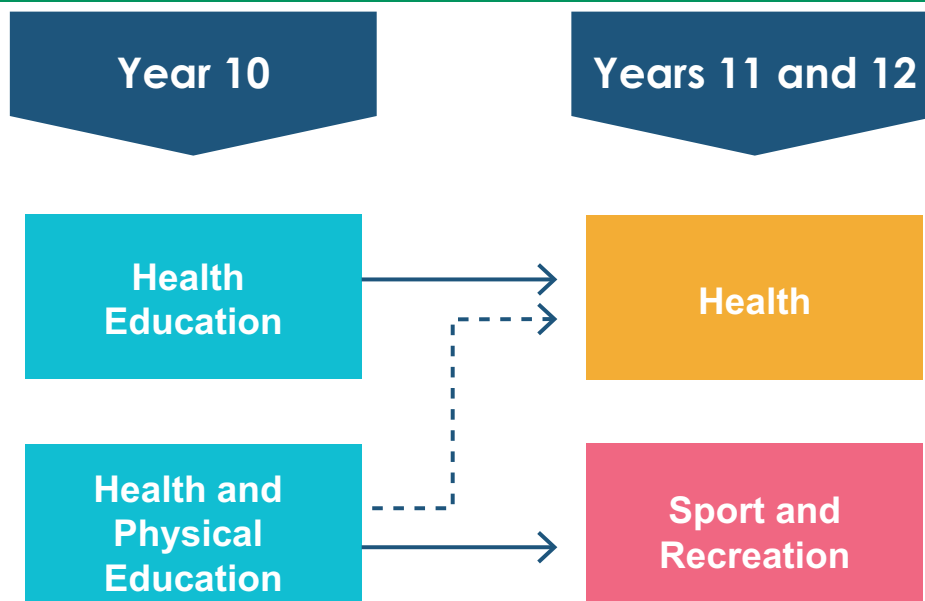 Year 10
Years 11 and 12
Health
Education
Health
Health and
Physical
Education
Sport and
Recreation